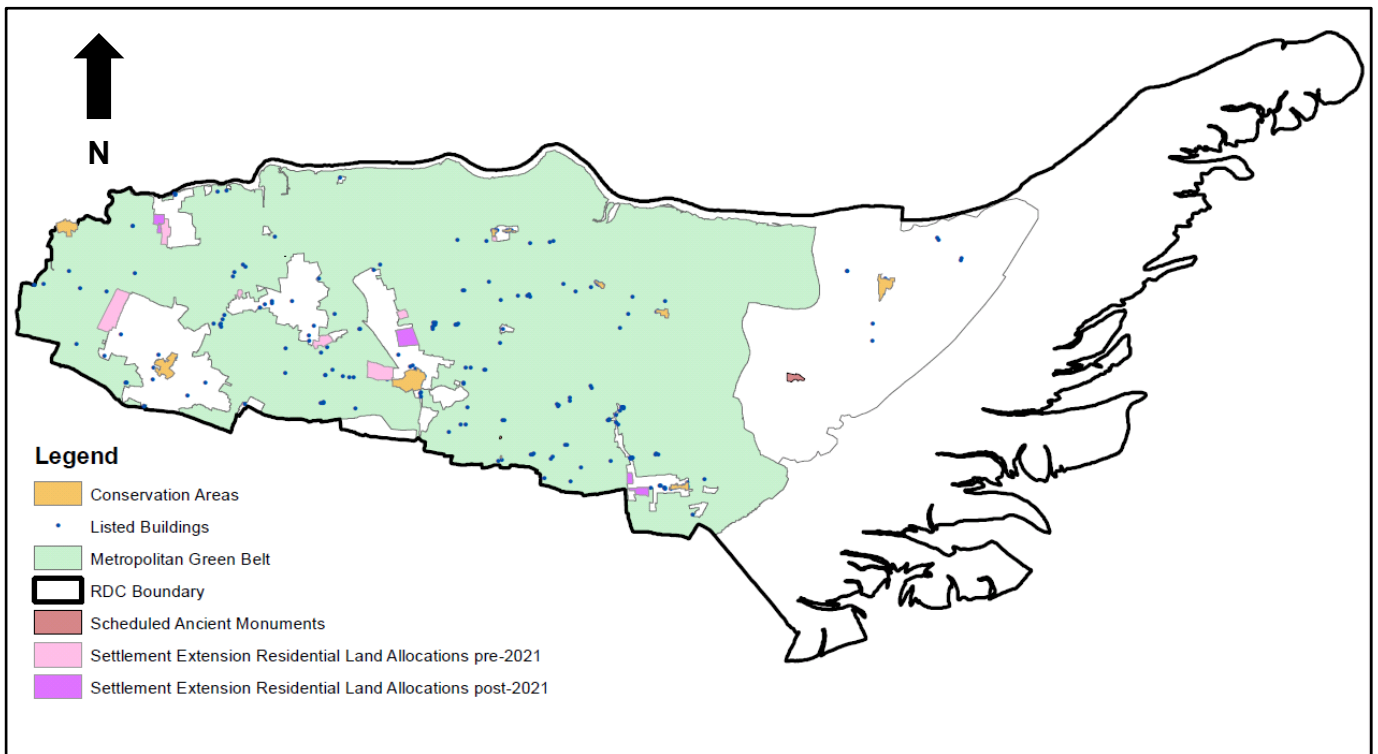 N
Legend
Conservation Areas
Listed Buildings
Metropolitan Green Belt
RDC Boundary
Scheduled Ancient Monuments
Settlement Extension Residential Land Allocations pre-2021
Settlement Extension Residential Land Allocations post-2021